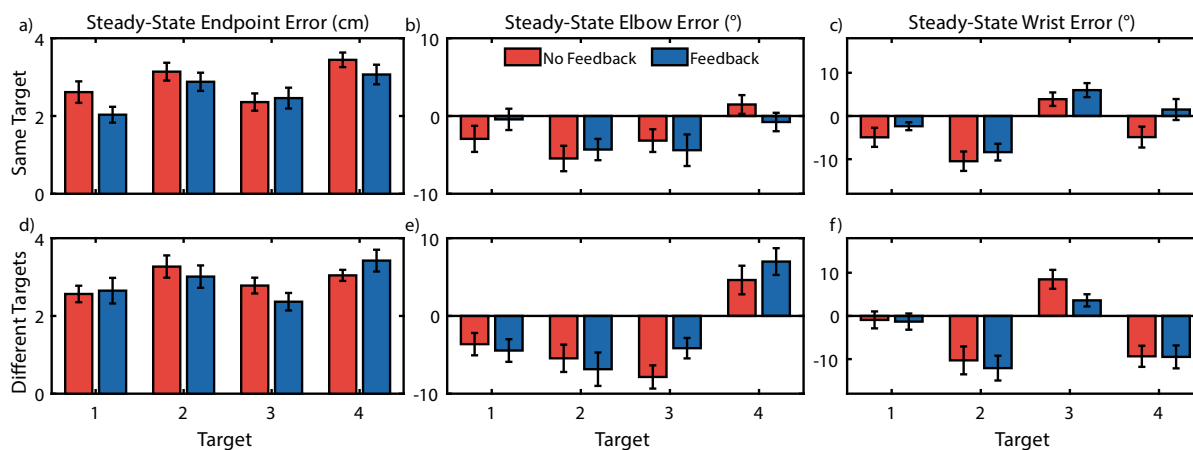 a) Steady-State Endpoint Error (cm)
b) Steady-State Elbow Error (°)
c) Steady-State Wrist Error (°)
Same Target
4
2
0
10
0
-10
No Feedback
Feedback
10
0
-10
d)
e)
f)
Different Targets
4
2
0
1 2 3 4
Target
10
0
-10
1 2 3 4
Target
10
0
-10
1 2 3 4
Target